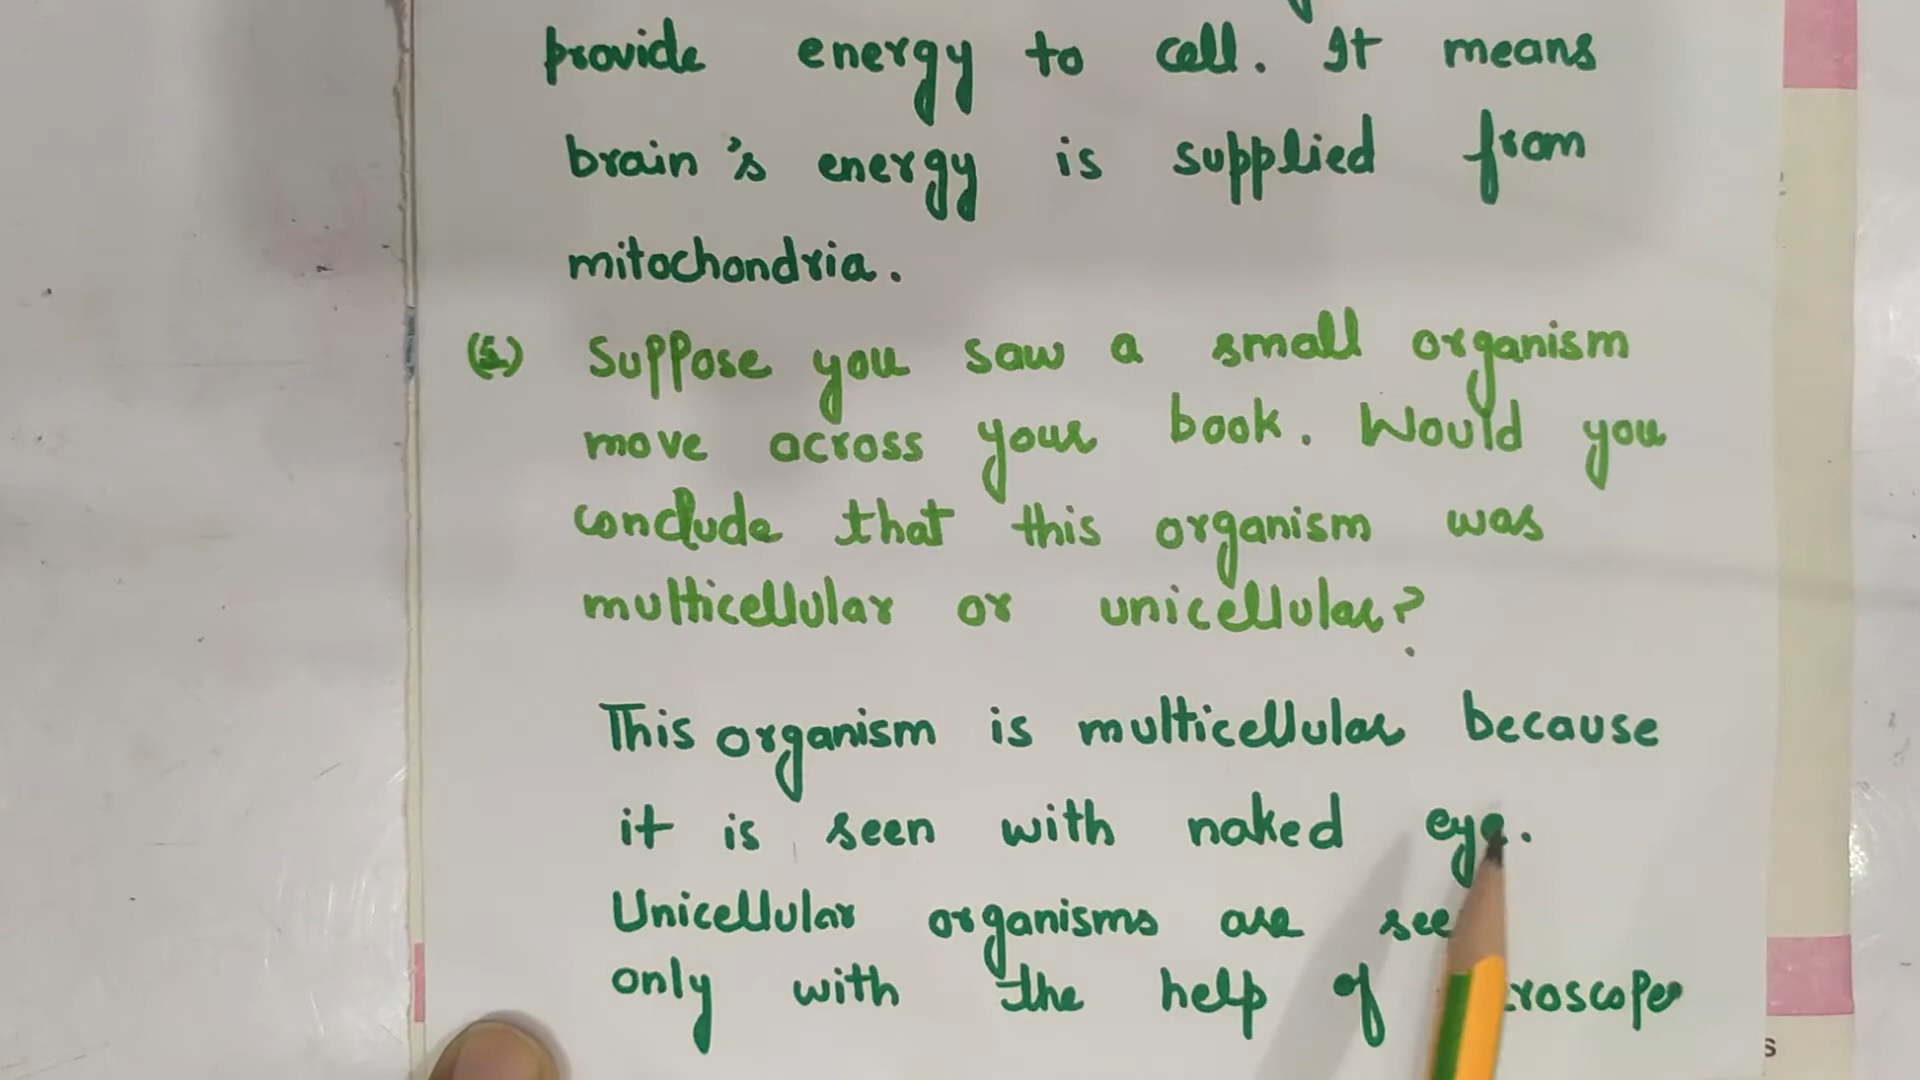 provide energy to cell. It means
brain's energy is supplied from
mitochondria.
Suppose you saw a small organism
move across your book. Would you
conclude that this organism was
multicellular or unicellular?
This organism is multicellular because
it is seen with naked eye.
Unicellular organisms are
only with the help of
s